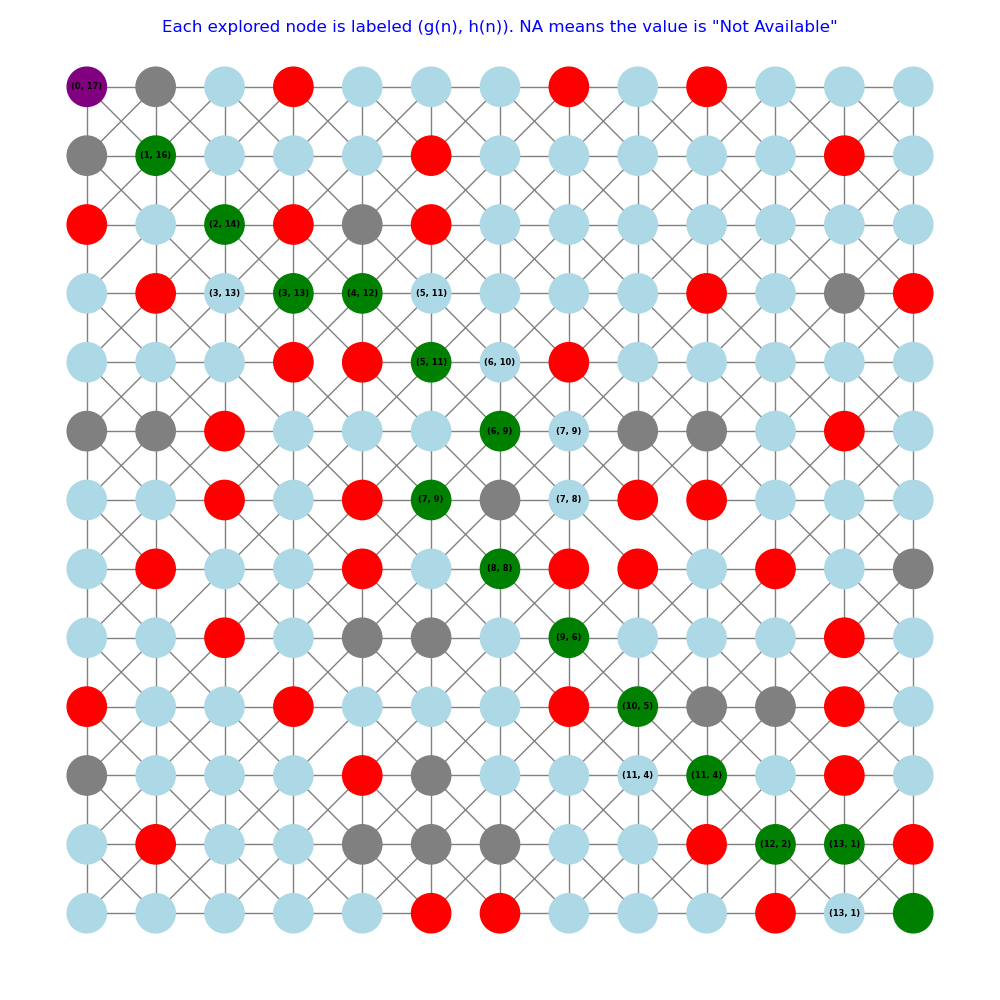 Each explored node is labeled (g(n), h(n)). NA means the value is "Not Available"
(0, 17)
(1, 16)
(2, 14)
(3, 13) (3, 13) (4, 12) (5, 11)
(5, 11) (6, 10)
(6, 9) (7, 9)
(7, 9) (7, 8)
(8, 8)
(9, 6)
(10, 5)
(11, 4) (11, 4)
(12, 2) (13, 1)
(13, 1)